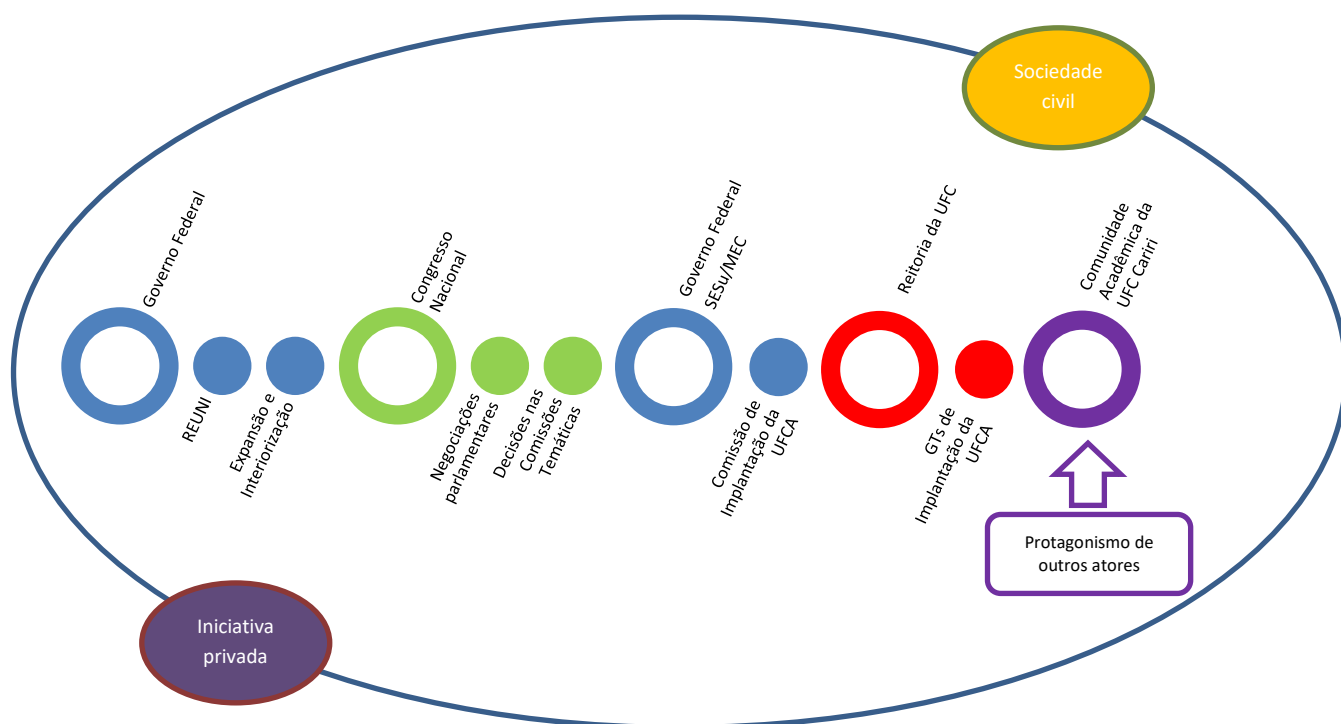 Sociedade
civil
Governo Federal
REUNI
Expansão e
Interiorização
Congresso
Nacional
Negociações
parlamentares
Decisões nas
Comissões
Temáticas
Governo Federal
SESu/MEC
Comissão de
Implantação da
UFCA
Reitoria da UFC
GTs de
Implantação da
UFCA
Comunidade
Acadêmica da
UFC Cariri
Protagonismo de
outros atores
Iniciativa
privada